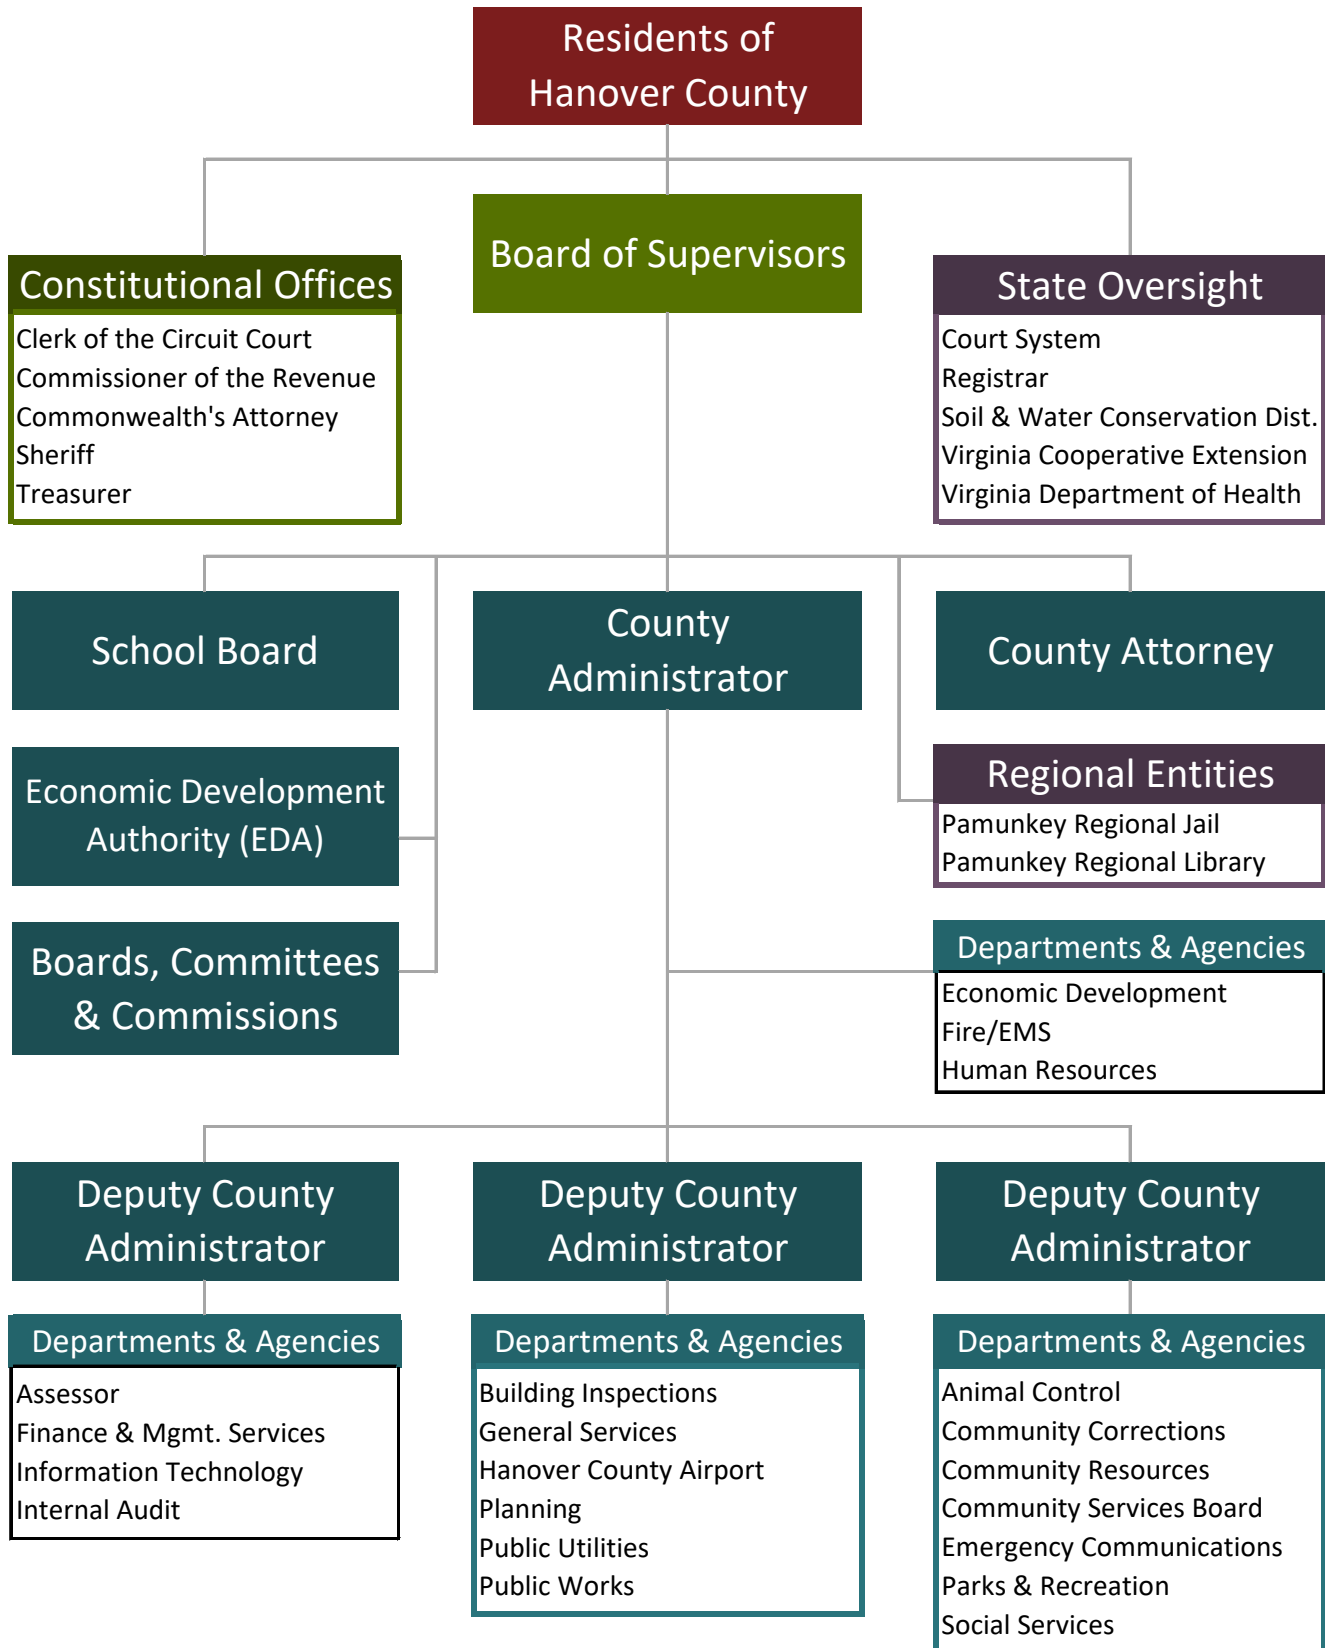 Residents of
Hanover County
Board of Supervisors
Constitutional Offices
Clerk of the Circuit Court
Commissioner of the Revenue
Commonwealth's Attorney
Sheriff
Treasurer
State Oversight
Court System
Registrar
Soil & Water Conservation Dist.
Virginia Cooperative Extension
Virginia Department of Health
School Board
County
Administrator
County Attorney
Economic Development
Authority (EDA)
Regional Entities
Pamunkey Regional Jail
Pamunkey Regional Library
Boards, Committees
& Commissions
Departments & Agencies
Economic Development
Fire/EMS
Human Resources
Deputy County
Administrator
Departments & Agencies
Assessor
Finance & Mgmt. Services
Information Technology
Internal Audit
Deputy County
Administrator
Departments & Agencies
Building Inspections
General Services
Hanover County Airport
Planning
Public Utilities
Public Works
Deputy County
Administrator
Departments & Agencies
Animal Control
Community Corrections
Community Resources
Community Services Board
Emergency Communications
Parks & Recreation
Social Services